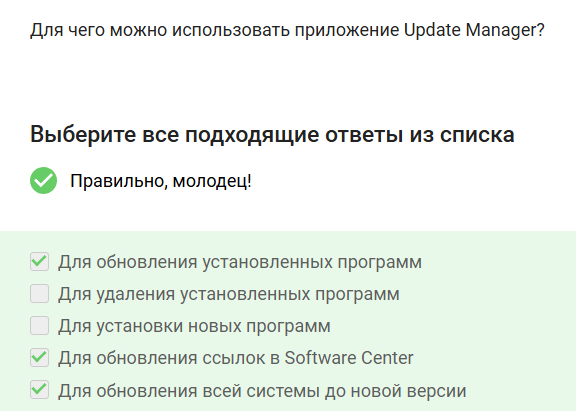 Для чего можно использовать приложение Update Manager?
Выберите все подходящие ответы из списка
Правильно, молодец!
Для обновления установленных программ
Для удаления установленных программ
Для установки новых программ
Для обновления ссылок в Software Center
Для обновления всей системы до новой версии